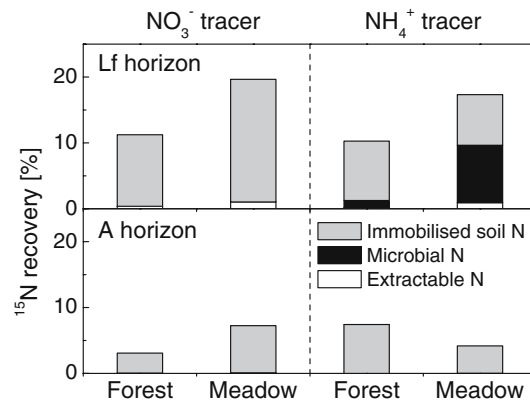 NO₃⁻ tracer NH₄⁺ tracer
Lf horizon
20
10
0
A horizon
Immobilised soil N
Microbial N
Extractable N
20
10
0
¹⁵N recovery [%]
Forest Meadow Forest Meadow